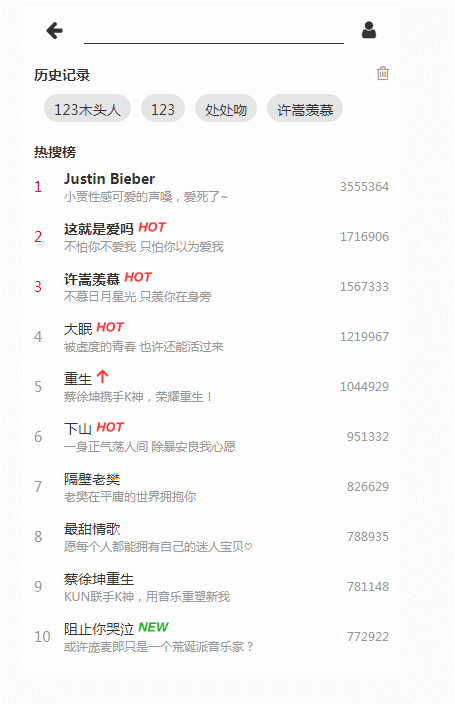 历史记录
123木头人 123 处处吻 许嵩羡慕
热搜榜
1 Justin Bieber 3555364
小贾性感可爱的声嗓，爱死了~
2 这就是爱吗 HOT 1716906
不怕你不爱我 只怕你以为爱我
3 许嵩羡慕 HOT 1567333
不慕日月星光 只羡你在身旁
4 大眠 HOT 1219967
被虚度的青春 也许还能活过来
5 重生 1044929
蔡徐坤携手K神，荣耀重生！
6 下山 HOT 951332
一身正气荡人间 除暴安良我心愿
7 隔壁老樊 826629
老樊在平庸的世界拥抱你
8 最甜情歌 788935
愿每个人都能拥有自己的迷人宝贝♡
9 蔡徐坤重生 781148
KUN联手K神，用音乐重塑新我
10 阻止你哭泣 NEW 772922
或许庞麦郎只是一个荒诞派音乐家？